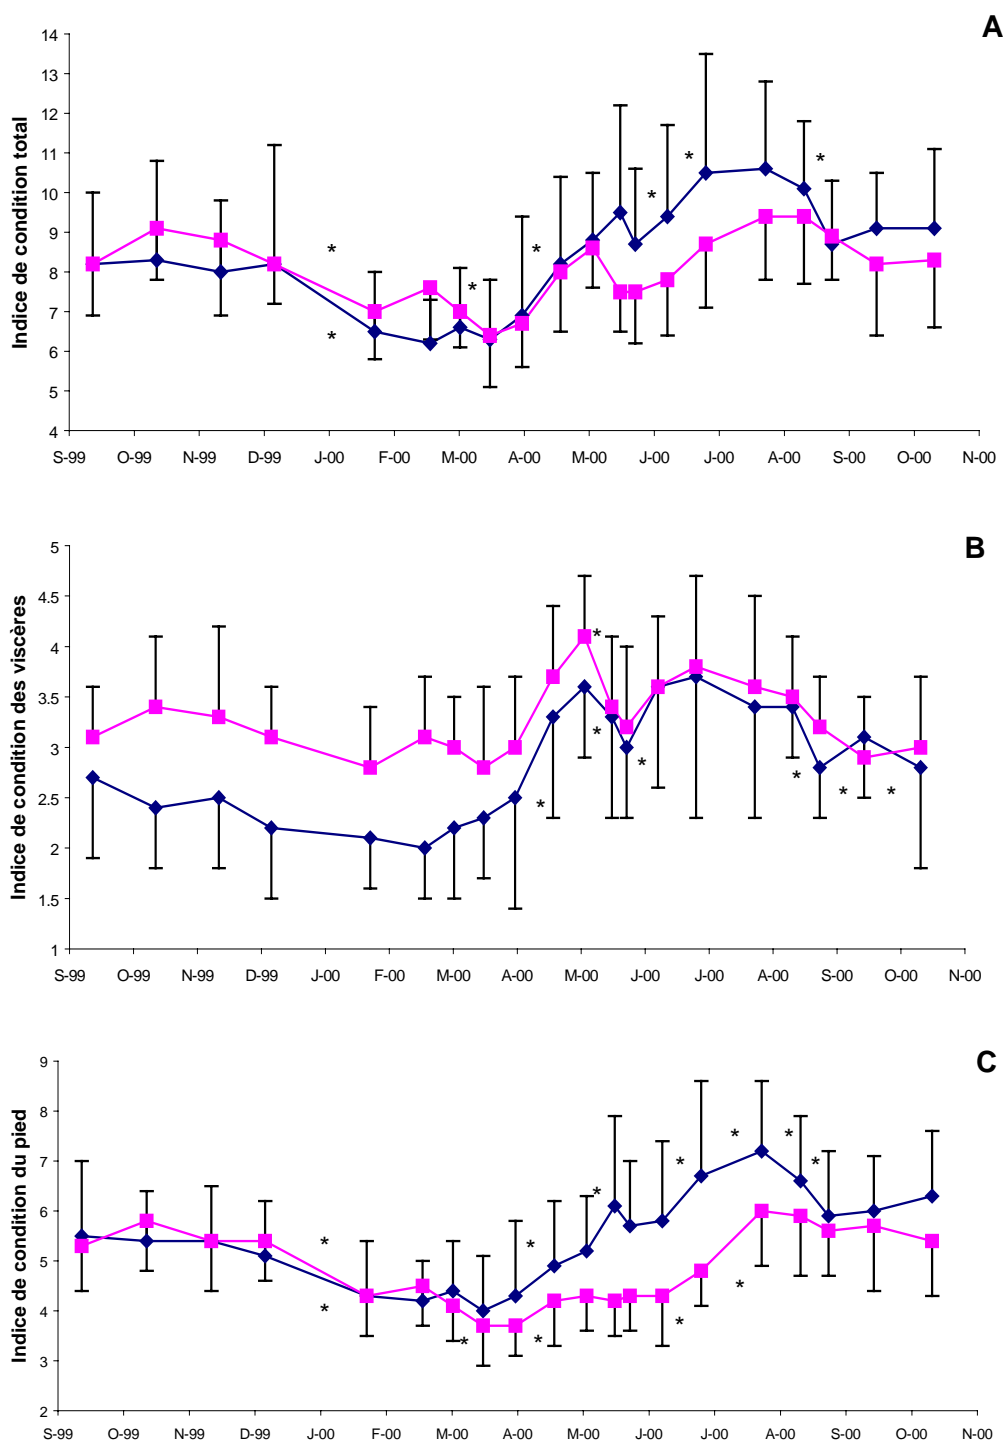 A
Indice de condition total
14
13
12
11
10
9
8
7
6
5
4
* * * * * * *
S-99 O-99 N-99 D-99 J-00 F-00 M-00 A-00 M-00 J-00 J-00 A-00 S-00 O-00 N-00
B
Indice de condition des viscères
5
4.5
4
3.5
3
2.5
2
1.5
1
* * * * * * *
S-99 O-99 N-99 D-99 J-00 F-00 M-00 A-00 M-00 J-00 J-00 A-00 S-00 O-00 N-00
C
Indice de condition du pied
9
8
7
6
5
4
3
2
* * * * * * * * * * * *
S-99 O-99 N-99 D-99 J-00 F-00 M-00 A-00 M-00 J-00 J-00 A-00 S-00 O-00 N-00